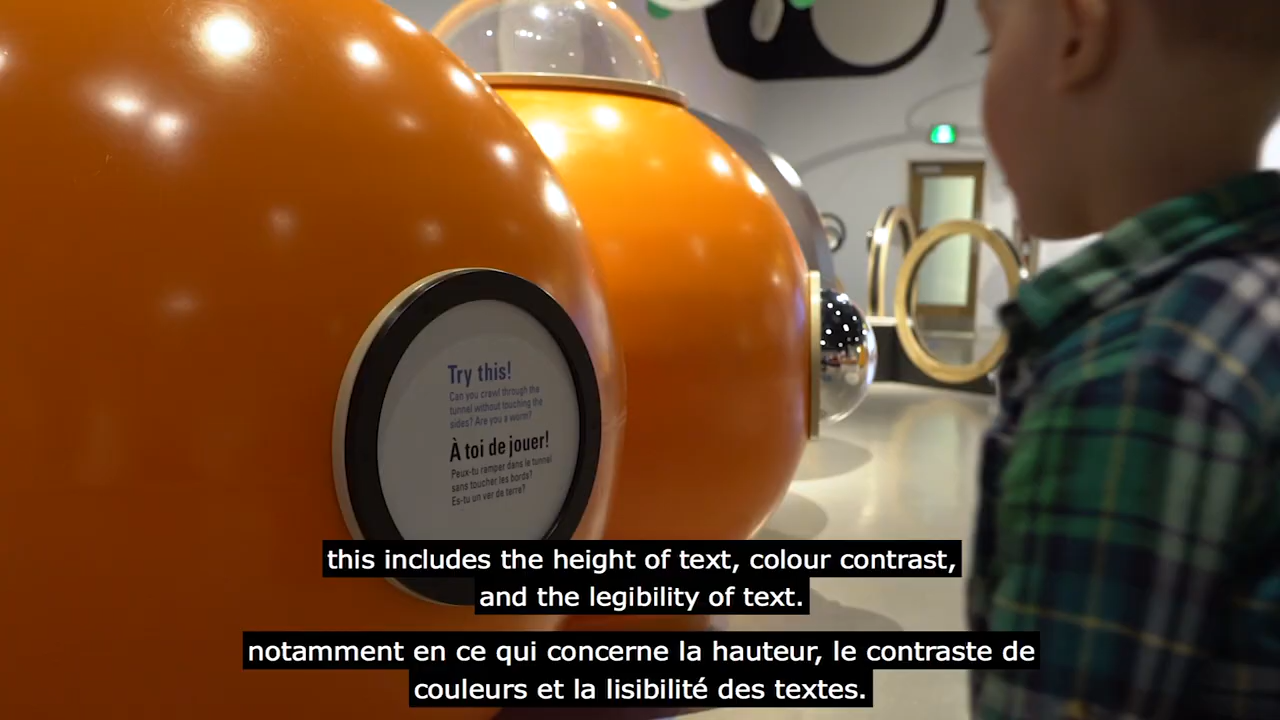 Try this!
Can you crawl through the
tunnel without touching the
sides? Are you a worm?
À toi de jouer!
Peux-tu ramper dans le tunnel
sans toucher les bords?
Es-tu un ver de terre?
this includes the height of text, colour contrast,
and the legibility of text.
notamment en ce qui concerne la hauteur, le contraste de
couleurs et la lisibilité des textes.